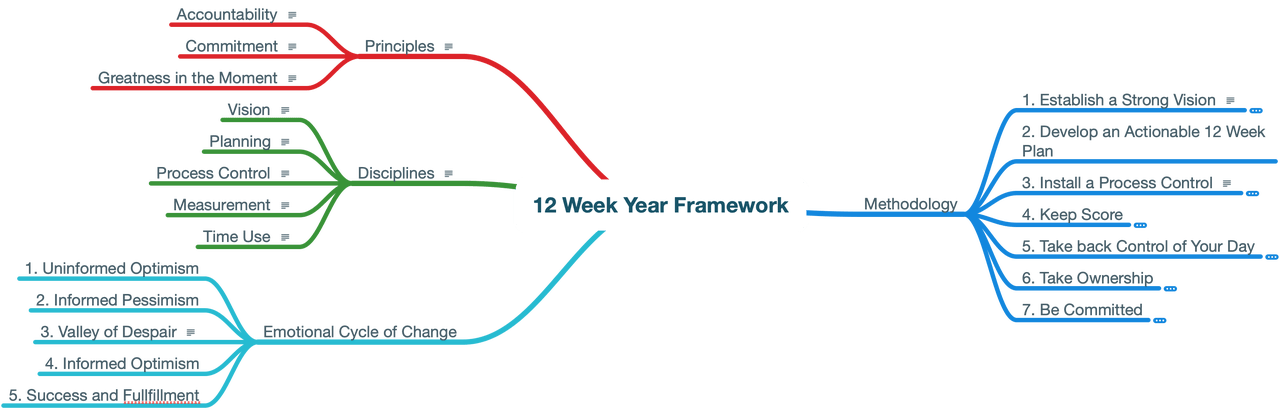 Accountability
Commitment
Greatness in the Moment
Principles
Vision
Planning
Process Control
Measurement
Time Use
Disciplines
1. Uninformed Optimism
2. Informed Pessimism
3. Valley of Despair
4. Informed Optimism
5. Success and Fullfillment
Emotional Cycle of Change
12 Week Year Framework
Methodology
1. Establish a Strong Vision
2. Develop an Actionable 12 Week
Plan
3. Install a Process Control
4. Keep Score
5. Take back Control of Your Day
6. Take Ownership
7. Be Committed